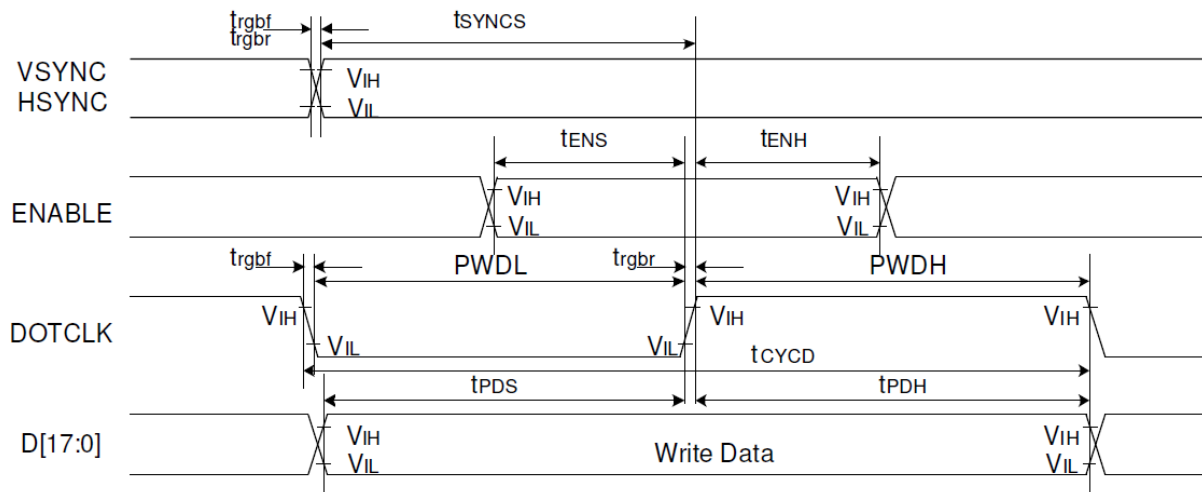 trgbf
trgbr
tSYNCS
VSYNC
HSYNC
VIH
VIL
tENS
tENH
ENABLE
VIH
VIL
VIH
VIL
trgbf
PWDL
trgbr
PWDH
DOTCLK
VIH
VIL
VIL
VIH
VIH
tCYCD
tPDS
tPDH
D[17:0]
VIH
VIL
Write Data
VIH
VIL